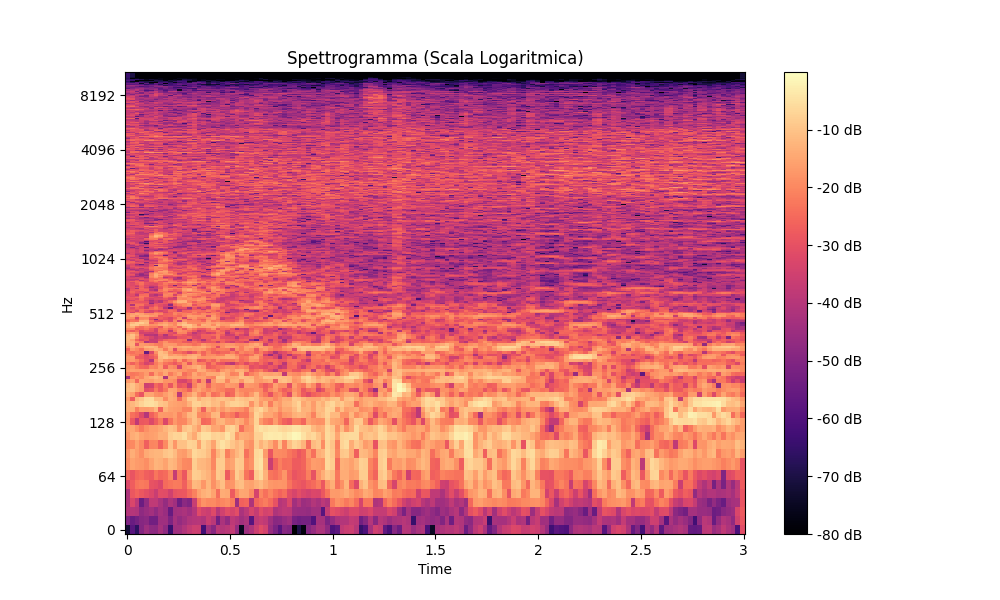 Spettrogramma (Scala Logaritmica)
Hz
8192
4096
2048
1024
512
256
128
64
0
0
0.5
1
1.5
2
2.5
3
Time
-10 dB
-20 dB
-30 dB
-40 dB
-50 dB
-60 dB
-70 dB
-80 dB